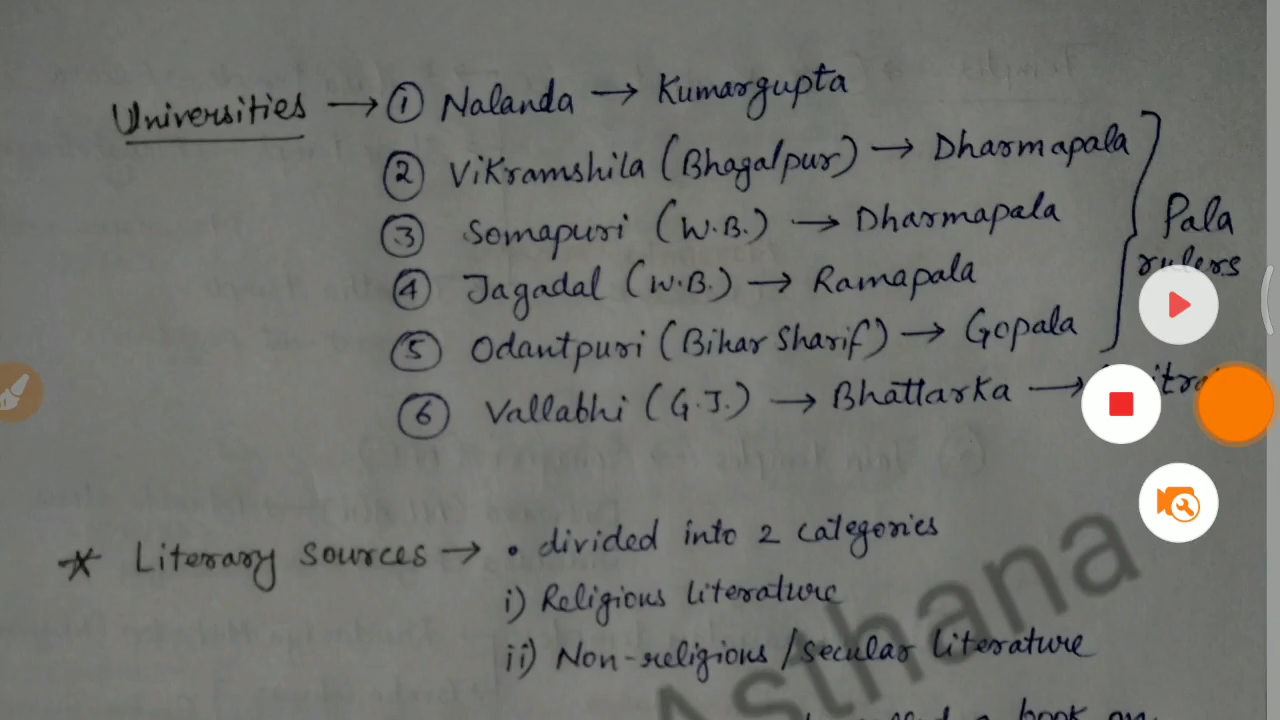 Universities → ① Nalanda → Kumargupta
② Vikramshila (Bhagalpur) → Dharmapala
③ Somapuri (W.B.) → Dharmapala
④ Jagadal (W.B.) → Ramapala
⑤ Odantpuri (Bihar Sharif) → Gopala
} Pala
rulers
⑥ Vallabhi (G.J.) → Bhattarka →
* Literary sources → • divided into 2 categories
i) Religious literature
ii) Non-religious / secular literature
Asthana
a book on